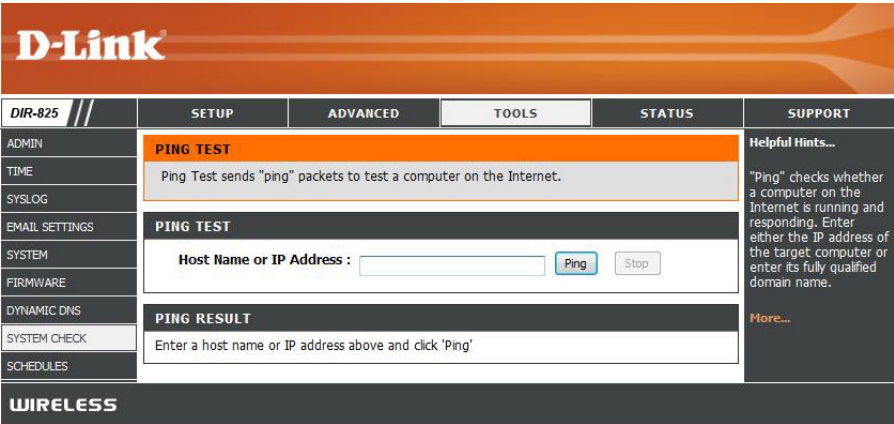 D-Link®
DIR-825
SETUP
ADVANCED
TOOLS
STATUS
SUPPORT
ADMIN
TIME
SYSLOG
EMAIL SETTINGS
SYSTEM
FIRMWARE
DYNAMIC DNS
SYSTEM CHECK
SCHEDULES
PING TEST
Ping Test sends "ping" packets to test a computer on the Internet.
PING TEST
Host Name or IP Address :
Ping
Stop
PING RESULT
Enter a host name or IP address above and click 'Ping'
Helpful Hints...
"Ping" checks whether
a computer on the
Internet is running and
responding. Enter
either the IP address of
the target computer or
enter its fully qualified
domain name.
More...
WIRELESS